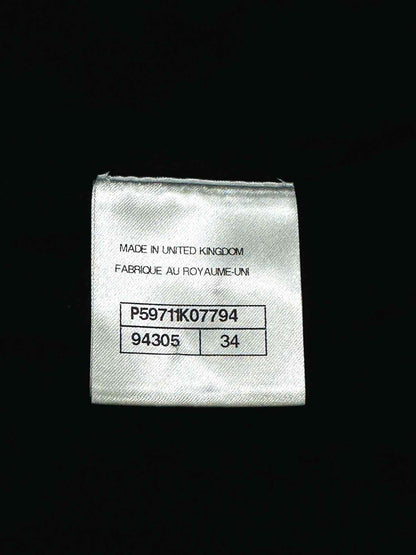 MADE IN UNITED KINGDOM
FABRIQUE AU ROYAUME-UNI
P59711K07794
94305 34